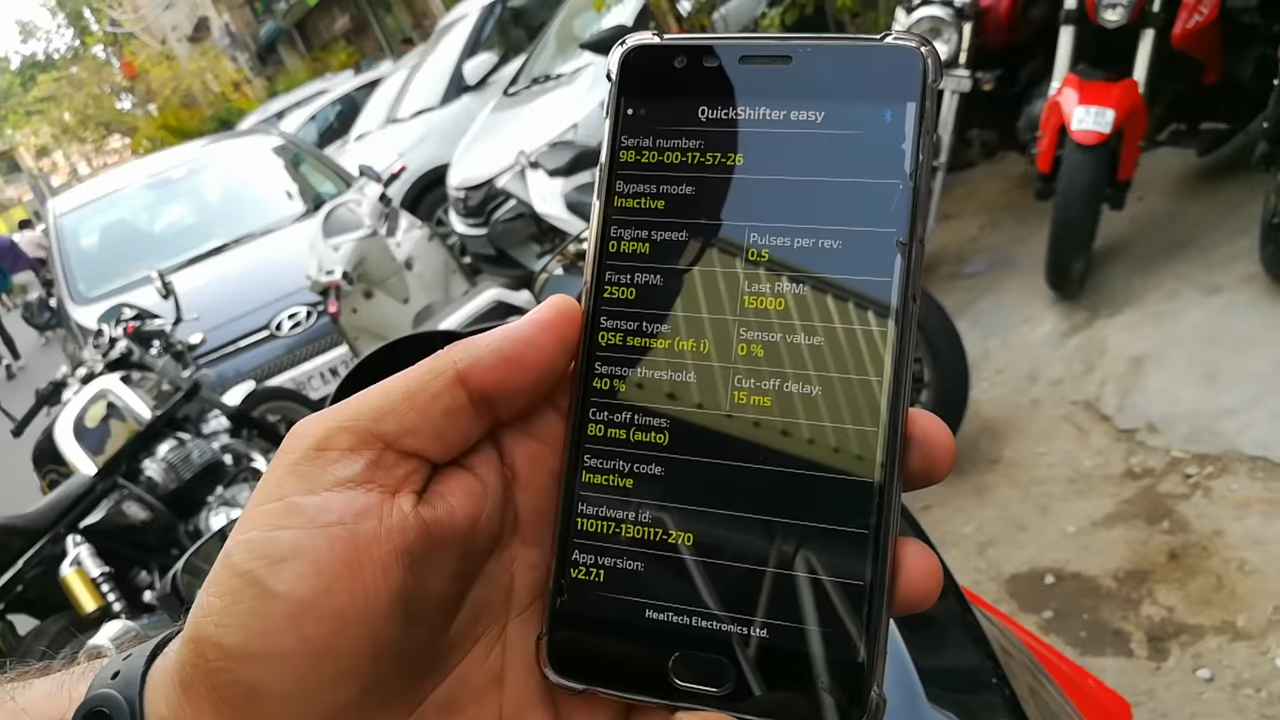 QuickShifter easy
Serial number:
98-20-00-17-57-26
Bypass mode:
Inactive
Engine speed:
0 RPM
Pulses per rev:
0.5
First RPM:
2500
Last RPM:
15000
Sensor type:
QSE sensor (nf: i)
Sensor value:
0 %
Sensor threshold:
40 %
Cut-off delay:
15 ms
Cut-off times:
80 ms (auto)
Security code:
Inactive
Hardware id:
110117-130117-270
App version:
v2.7.1
HealTech Electronics Ltd.